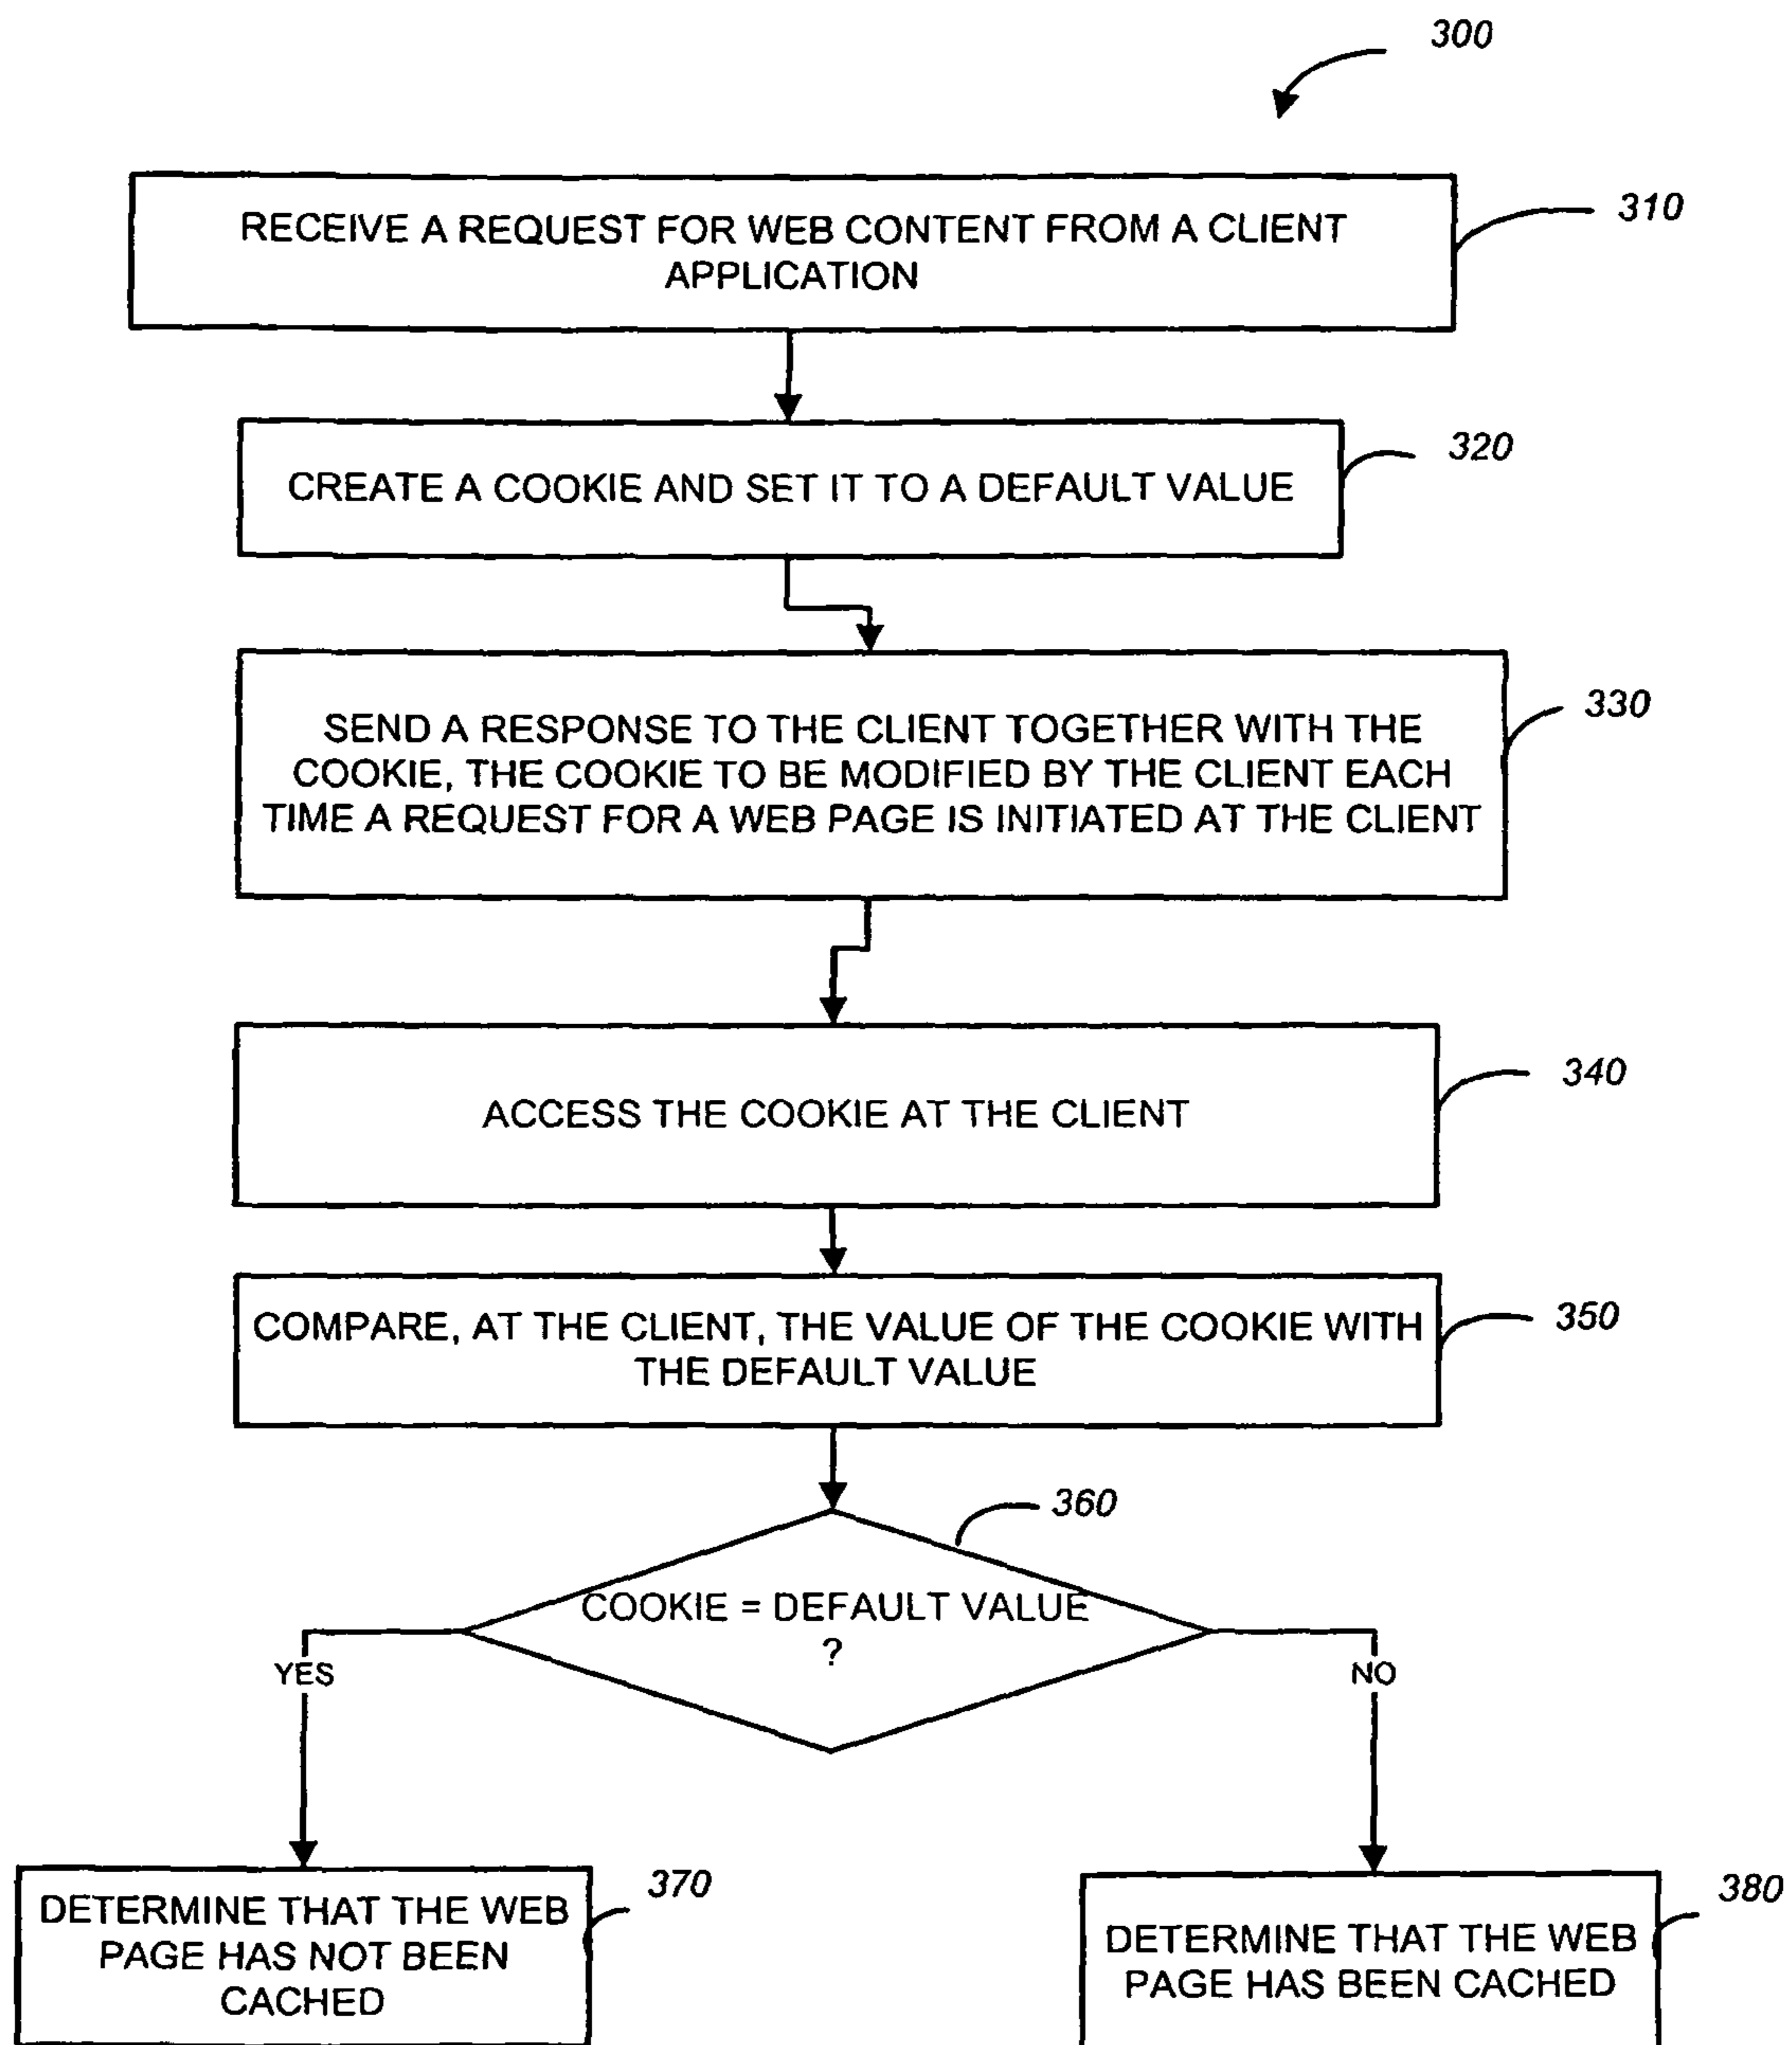 300
RECEIVE A REQUEST FOR WEB CONTENT FROM A CLIENT
APPLICATION
310
CREATE A COOKIE AND SET IT TO A DEFAULT VALUE
320
SEND A RESPONSE TO THE CLIENT TOGETHER WITH THE
COOKIE, THE COOKIE TO BE MODIFIED BY THE CLIENT EACH
TIME A REQUEST FOR A WEB PAGE IS INITIATED AT THE CLIENT
330
ACCESS THE COOKIE AT THE CLIENT
340
COMPARE, AT THE CLIENT, THE VALUE OF THE COOKIE WITH
THE DEFAULT VALUE
350
360
COOKIE = DEFAULT VALUE
?
YES
NO
DETERMINE THAT THE WEB
PAGE HAS NOT BEEN
CACHED
370
DETERMINE THAT THE WEB
PAGE HAS BEEN CACHED
380